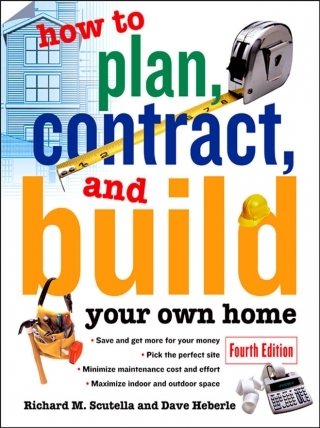 how to
plan,
contract,
and
build
your own home
• Save and get more for your money
• Pick the perfect site
• Minimize maintenance cost and effort
• Maximize indoor and outdoor space
Fourth Edition
Richard M. Scutella and Dave Heberle